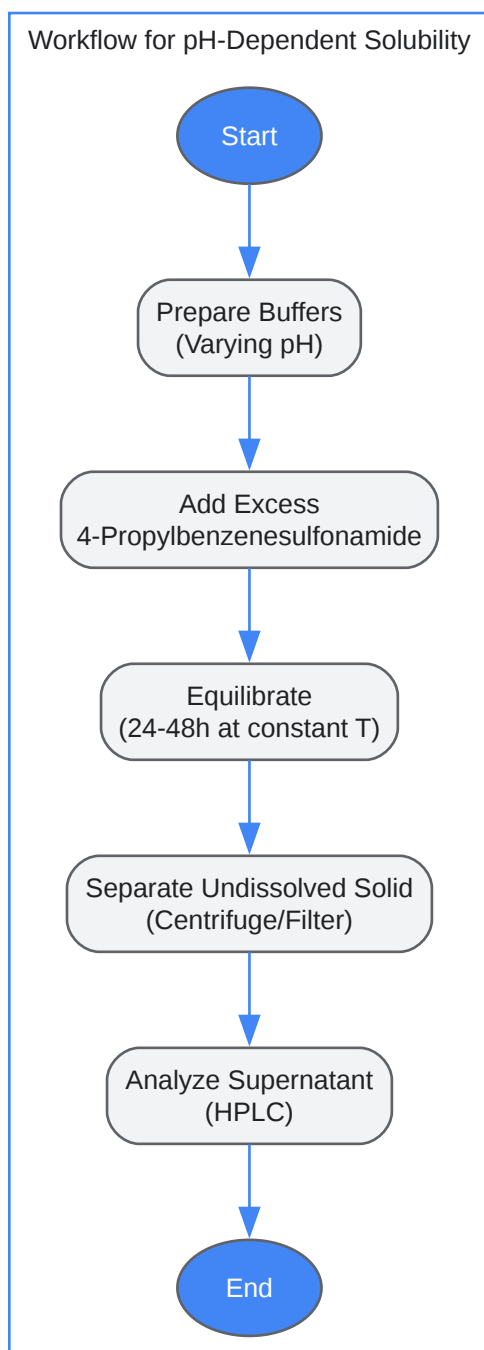 Workflow for pH-Dependent Solubility
Start
Prepare Buffers
(Varying pH)
Add Excess
4-Propylbenzenesulfonamide
Equilibrate
(24-48h at constant T)
Separate Undissolved Solid
(Centrifuge/Filter)
Analyze Supernatant
(HPLC)
End